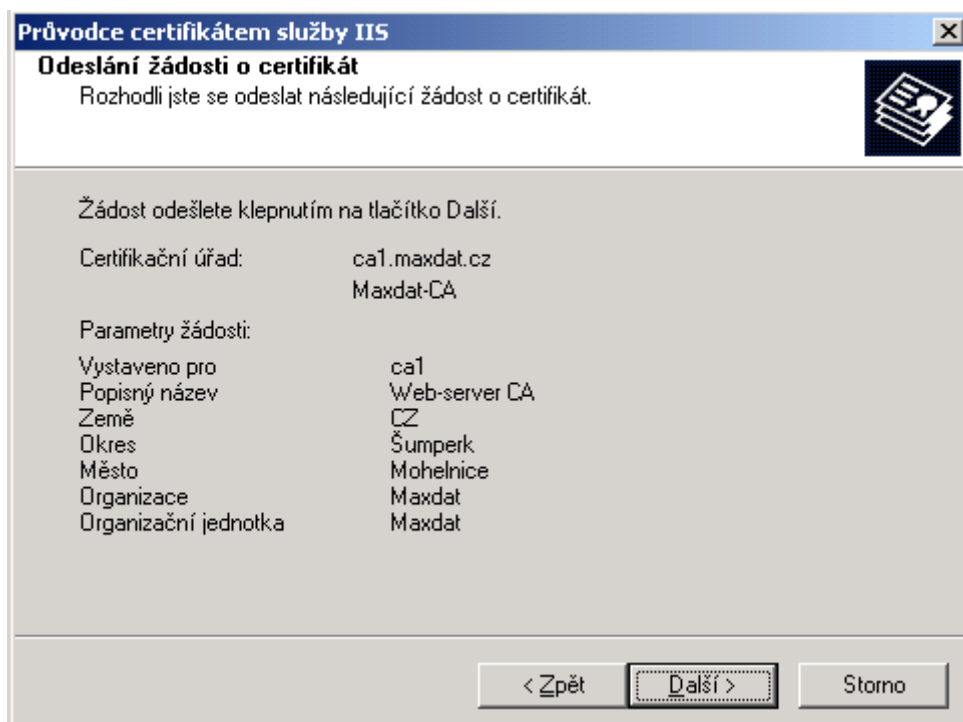 Průvodce certifikátem služby IIS
Odeslání žádosti o certifikát
Rozhodli jste se odeslat následující žádost o certifikát.
Žádost odešlete klepnutím na tlačítko Další.
Certifikační úřad: ca1.maxdat.cz
Maxdat-CA
Parametry žádosti:
Vystaveno pro ca1
Popisný název Web-server CA
Země CZ
Okres Šumperk
Město Mohelnice
Organizace Maxdat
Organizační jednotka Maxdat
< Zpět Další > Storno